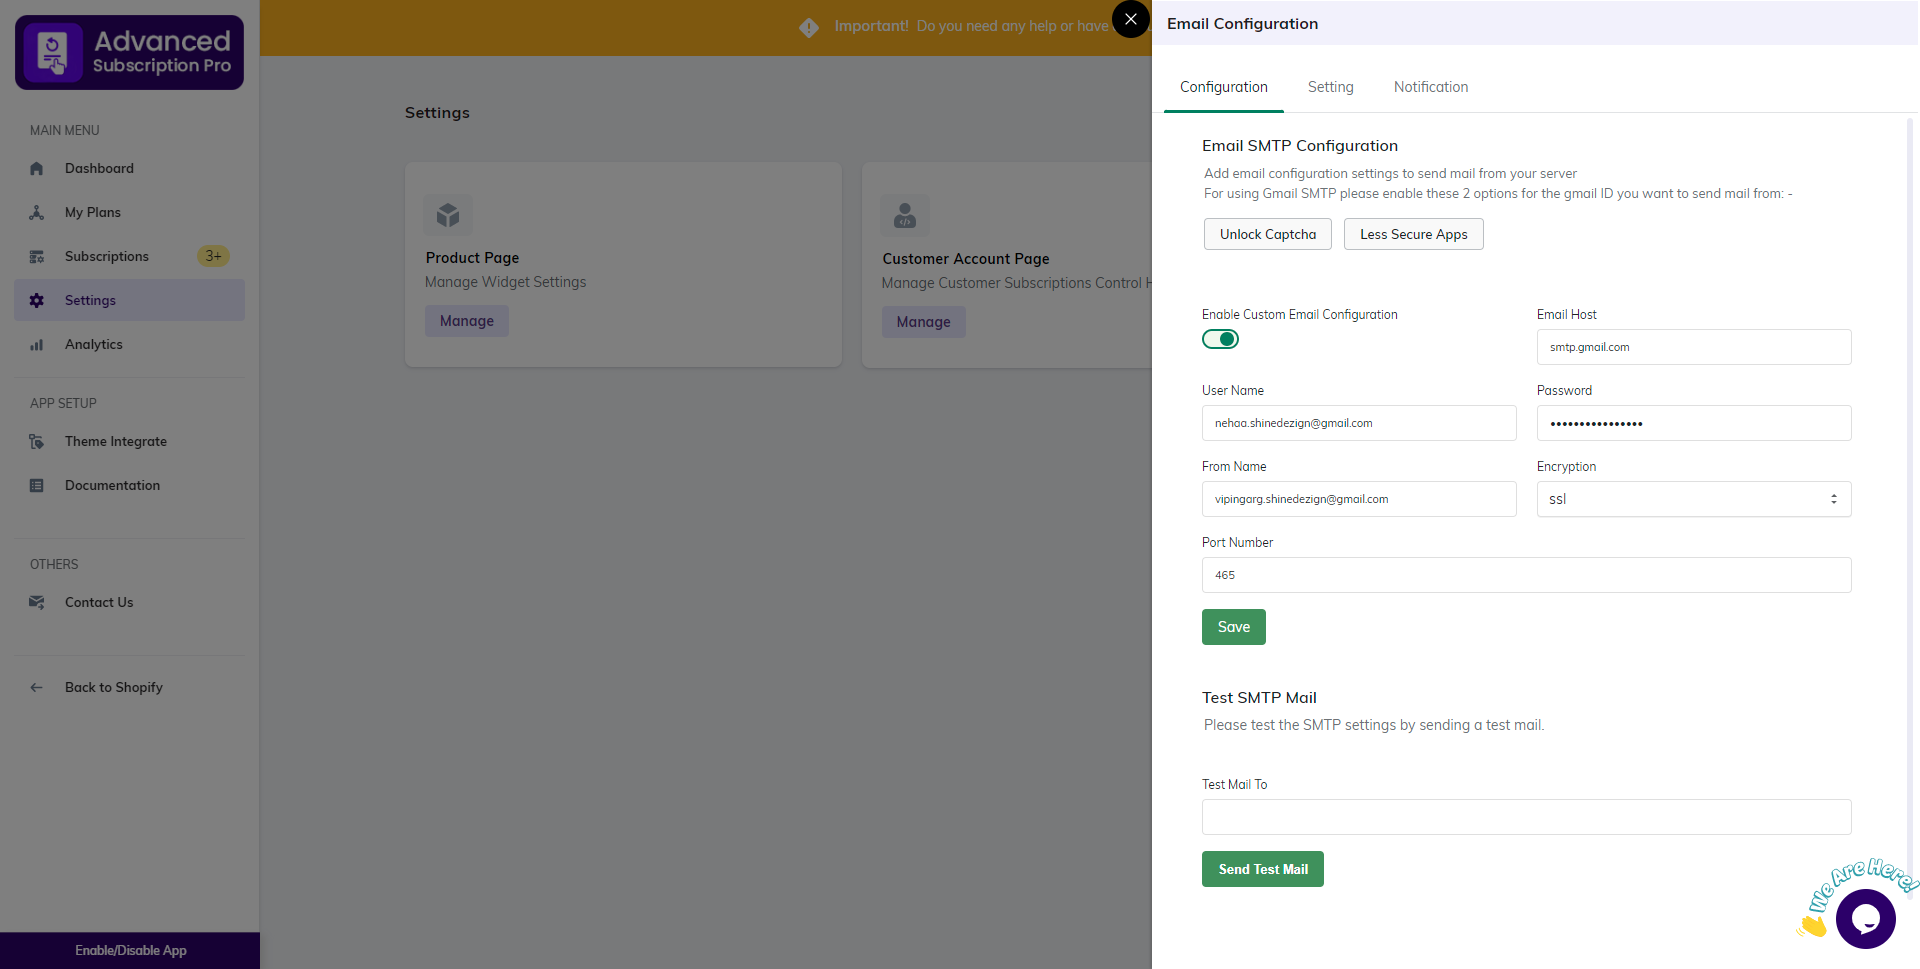 Advanced
Subscription Pro
MAIN MENU
Dashboard
My Plans
Subscriptions 3+
Settings
Analytics
APP SETUP
Theme Integrate
Documentation
OTHERS
Contact Us
Back to Shopify
Enable/Disable App
Important! Do you need any help or have
Settings
Product Page
Manage Widget Settings
Manage
Customer Account Page
Manage Customer Subscriptions Control
Manage
Email Configuration
Configuration Setting Notification
Email SMTP Configuration
Add email configuration settings to send mail from your server
For using Gmail SMTP please enable these 2 options for the gmail ID you want to send mail from: -
Unlock Captcha Less Secure Apps
Enable Custom Email Configuration
Email Host
smtp.gmail.com
User Name
nehaa.shinedezign@gmail.com
Password
••••••••••••••••
From Name
vipingarg.shinedezign@gmail.com
Encryption
ssl
Port Number
465
Save
Test SMTP Mail
Please test the SMTP settings by sending a test mail.
Test Mail To
Send Test Mail
We Are Here!